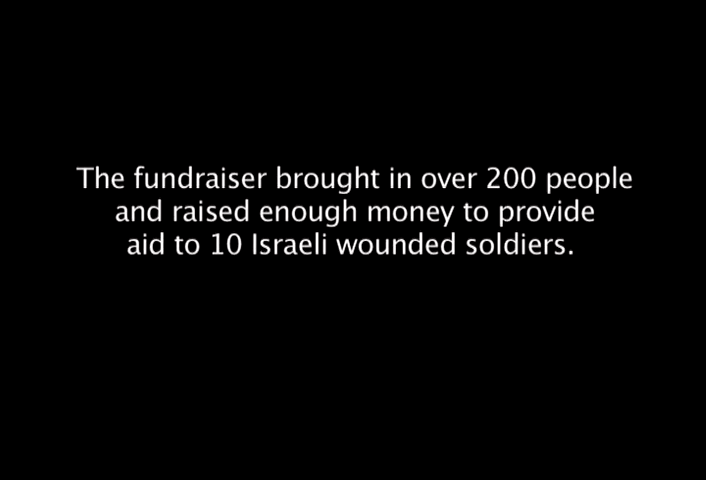 The fundraiser brought in over 200 people
and raised enough money to provide
aid to 10 Israeli wounded soldiers.